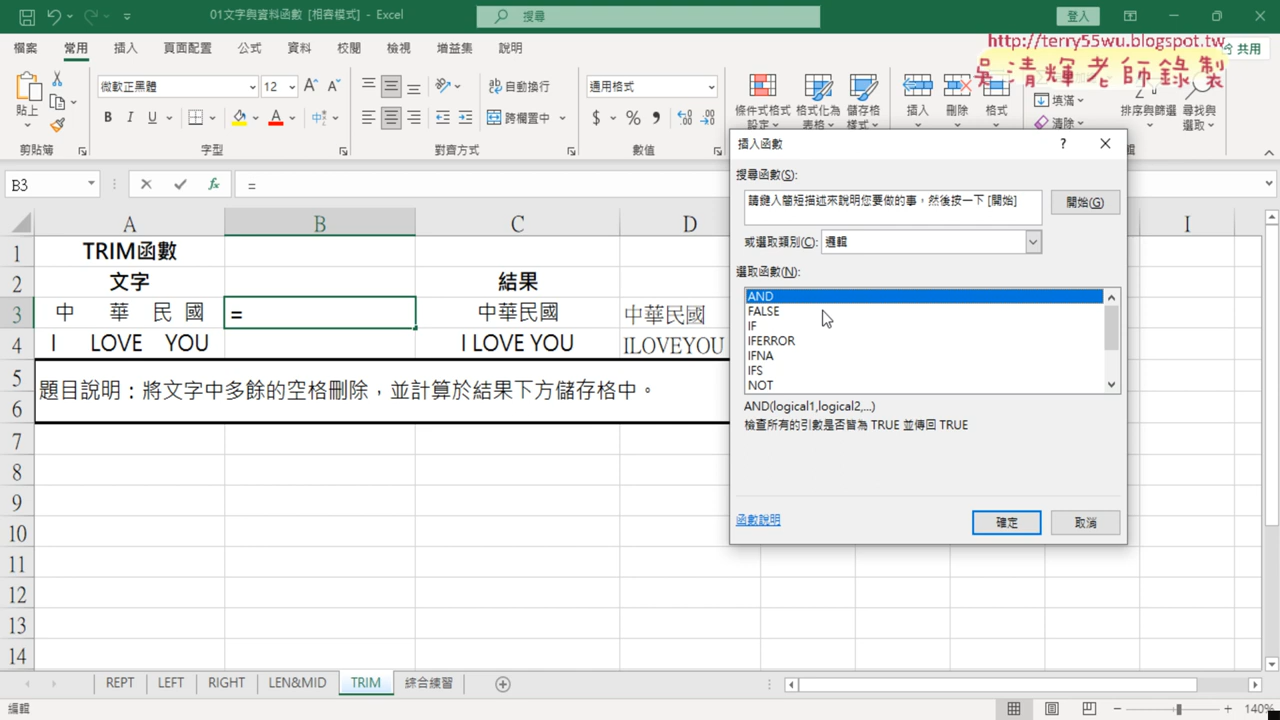 01文字與資料函數 [相容模式] - Excel
搜尋
登入
檔案 常用 插入 頁面配置 公式 資料 校閱 檢視 增益集 說明 共用
http://terry55wu.blogspot.tw
吳清輝老師錄製
貼上
微軟正黑體 12
自動換行
跨欄置中
通用格式
條件式格式設定 格式化為表格 儲存格樣式
插入 刪除 格式
填滿
清除
排序與篩選 尋找與選取
剪貼簿 字型 對齊方式 數值
B3 =
A B C D I
1 TRIM函數
2 文字 結果
3 中 華 民 國 = 中華民國 中華民國
4 I LOVE YOU I LOVE YOU ILOVEYOU
5 題目說明：將文字中多餘的空格刪除，並計算於結果下方儲存格中。
6
7
8
9
10
11
12
13
14
插入函數
搜尋函數(S):
請鍵入簡短描述來說明您要做的事，然後按一下 [開始]
開始(G)
或選取類別(C): 邏輯
選取函數(N):
AND
FALSE
IF
IFERROR
IFNA
IFS
NOT
AND(logical1,logical2,...)
檢查所有的引數是否皆為 TRUE 並傳回 TRUE
函數說明
確定 取消
REPT LEFT RIGHT LEN&MID TRIM 綜合練習
編輯
140%